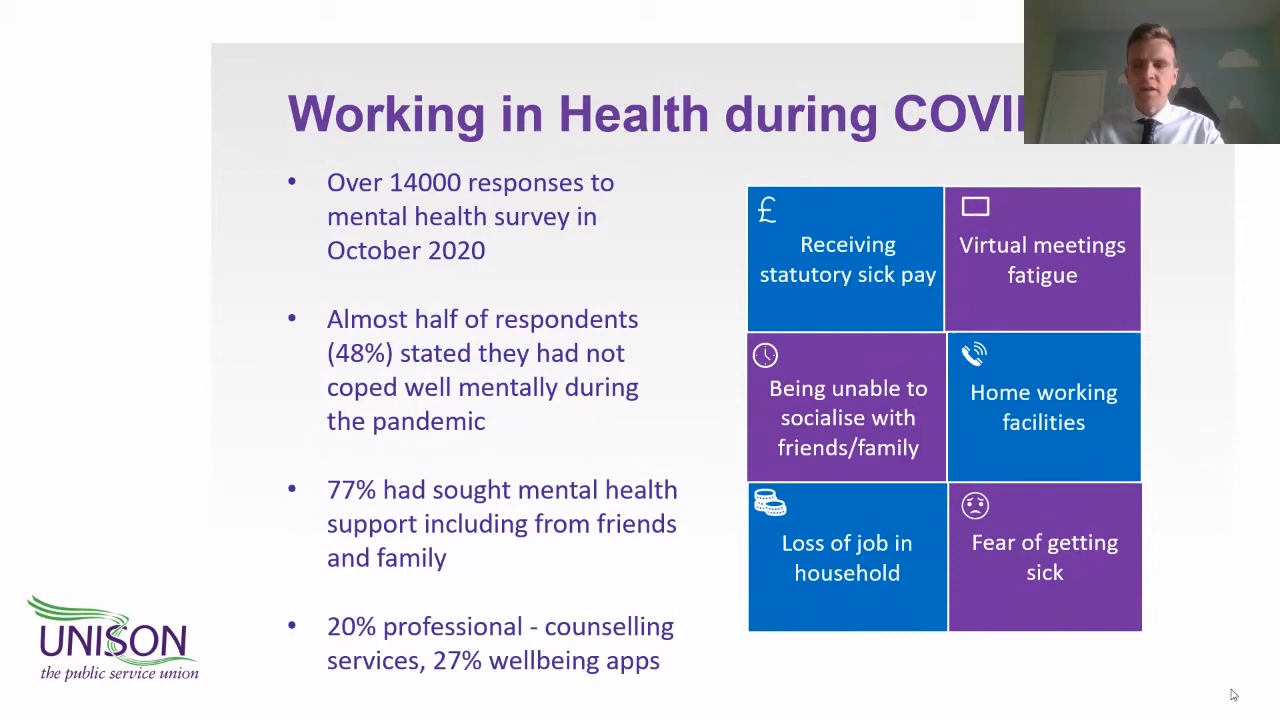 Working in Health during COVI
• Over 14000 responses to
mental health survey in
October 2020
• Almost half of respondents
(48%) stated they had not
coped well mentally during
the pandemic
• 77% had sought mental health
support including from friends
and family
• 20% professional - counselling
services, 27% wellbeing apps
£
Receiving
statutory sick pay
Virtual meetings
fatigue
Being unable to
socialise with
friends/family
Home working
facilities
Loss of job in
household
Fear of getting
sick
UNISON
the public service union